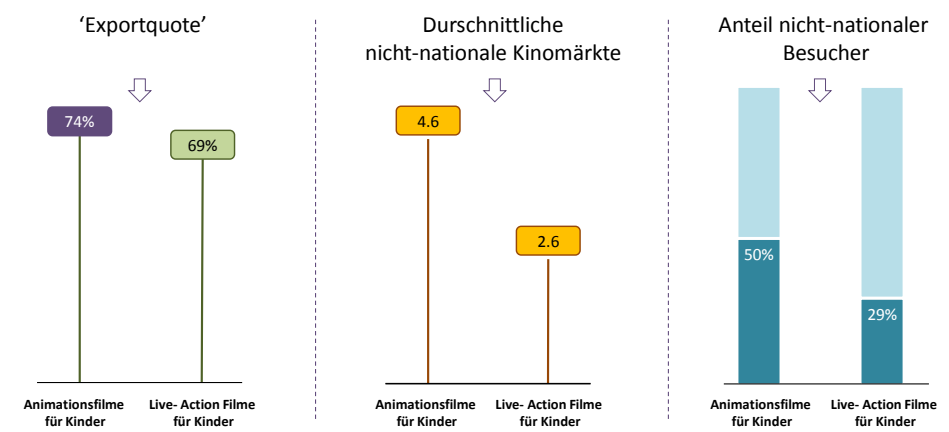 ‘Exportquote’
74%
69%
Animationsfilme
für Kinder
Live- Action Filme
für Kinder
Durschnittliche
nicht-nationale Kinomärkte
4.6
2.6
Animationsfilme
für Kinder
Live- Action Filme
für Kinder
Anteil nicht-nationaler
Besucher
50%
29%
Animationsfilme
für Kinder
Live- Action Filme
für Kinder